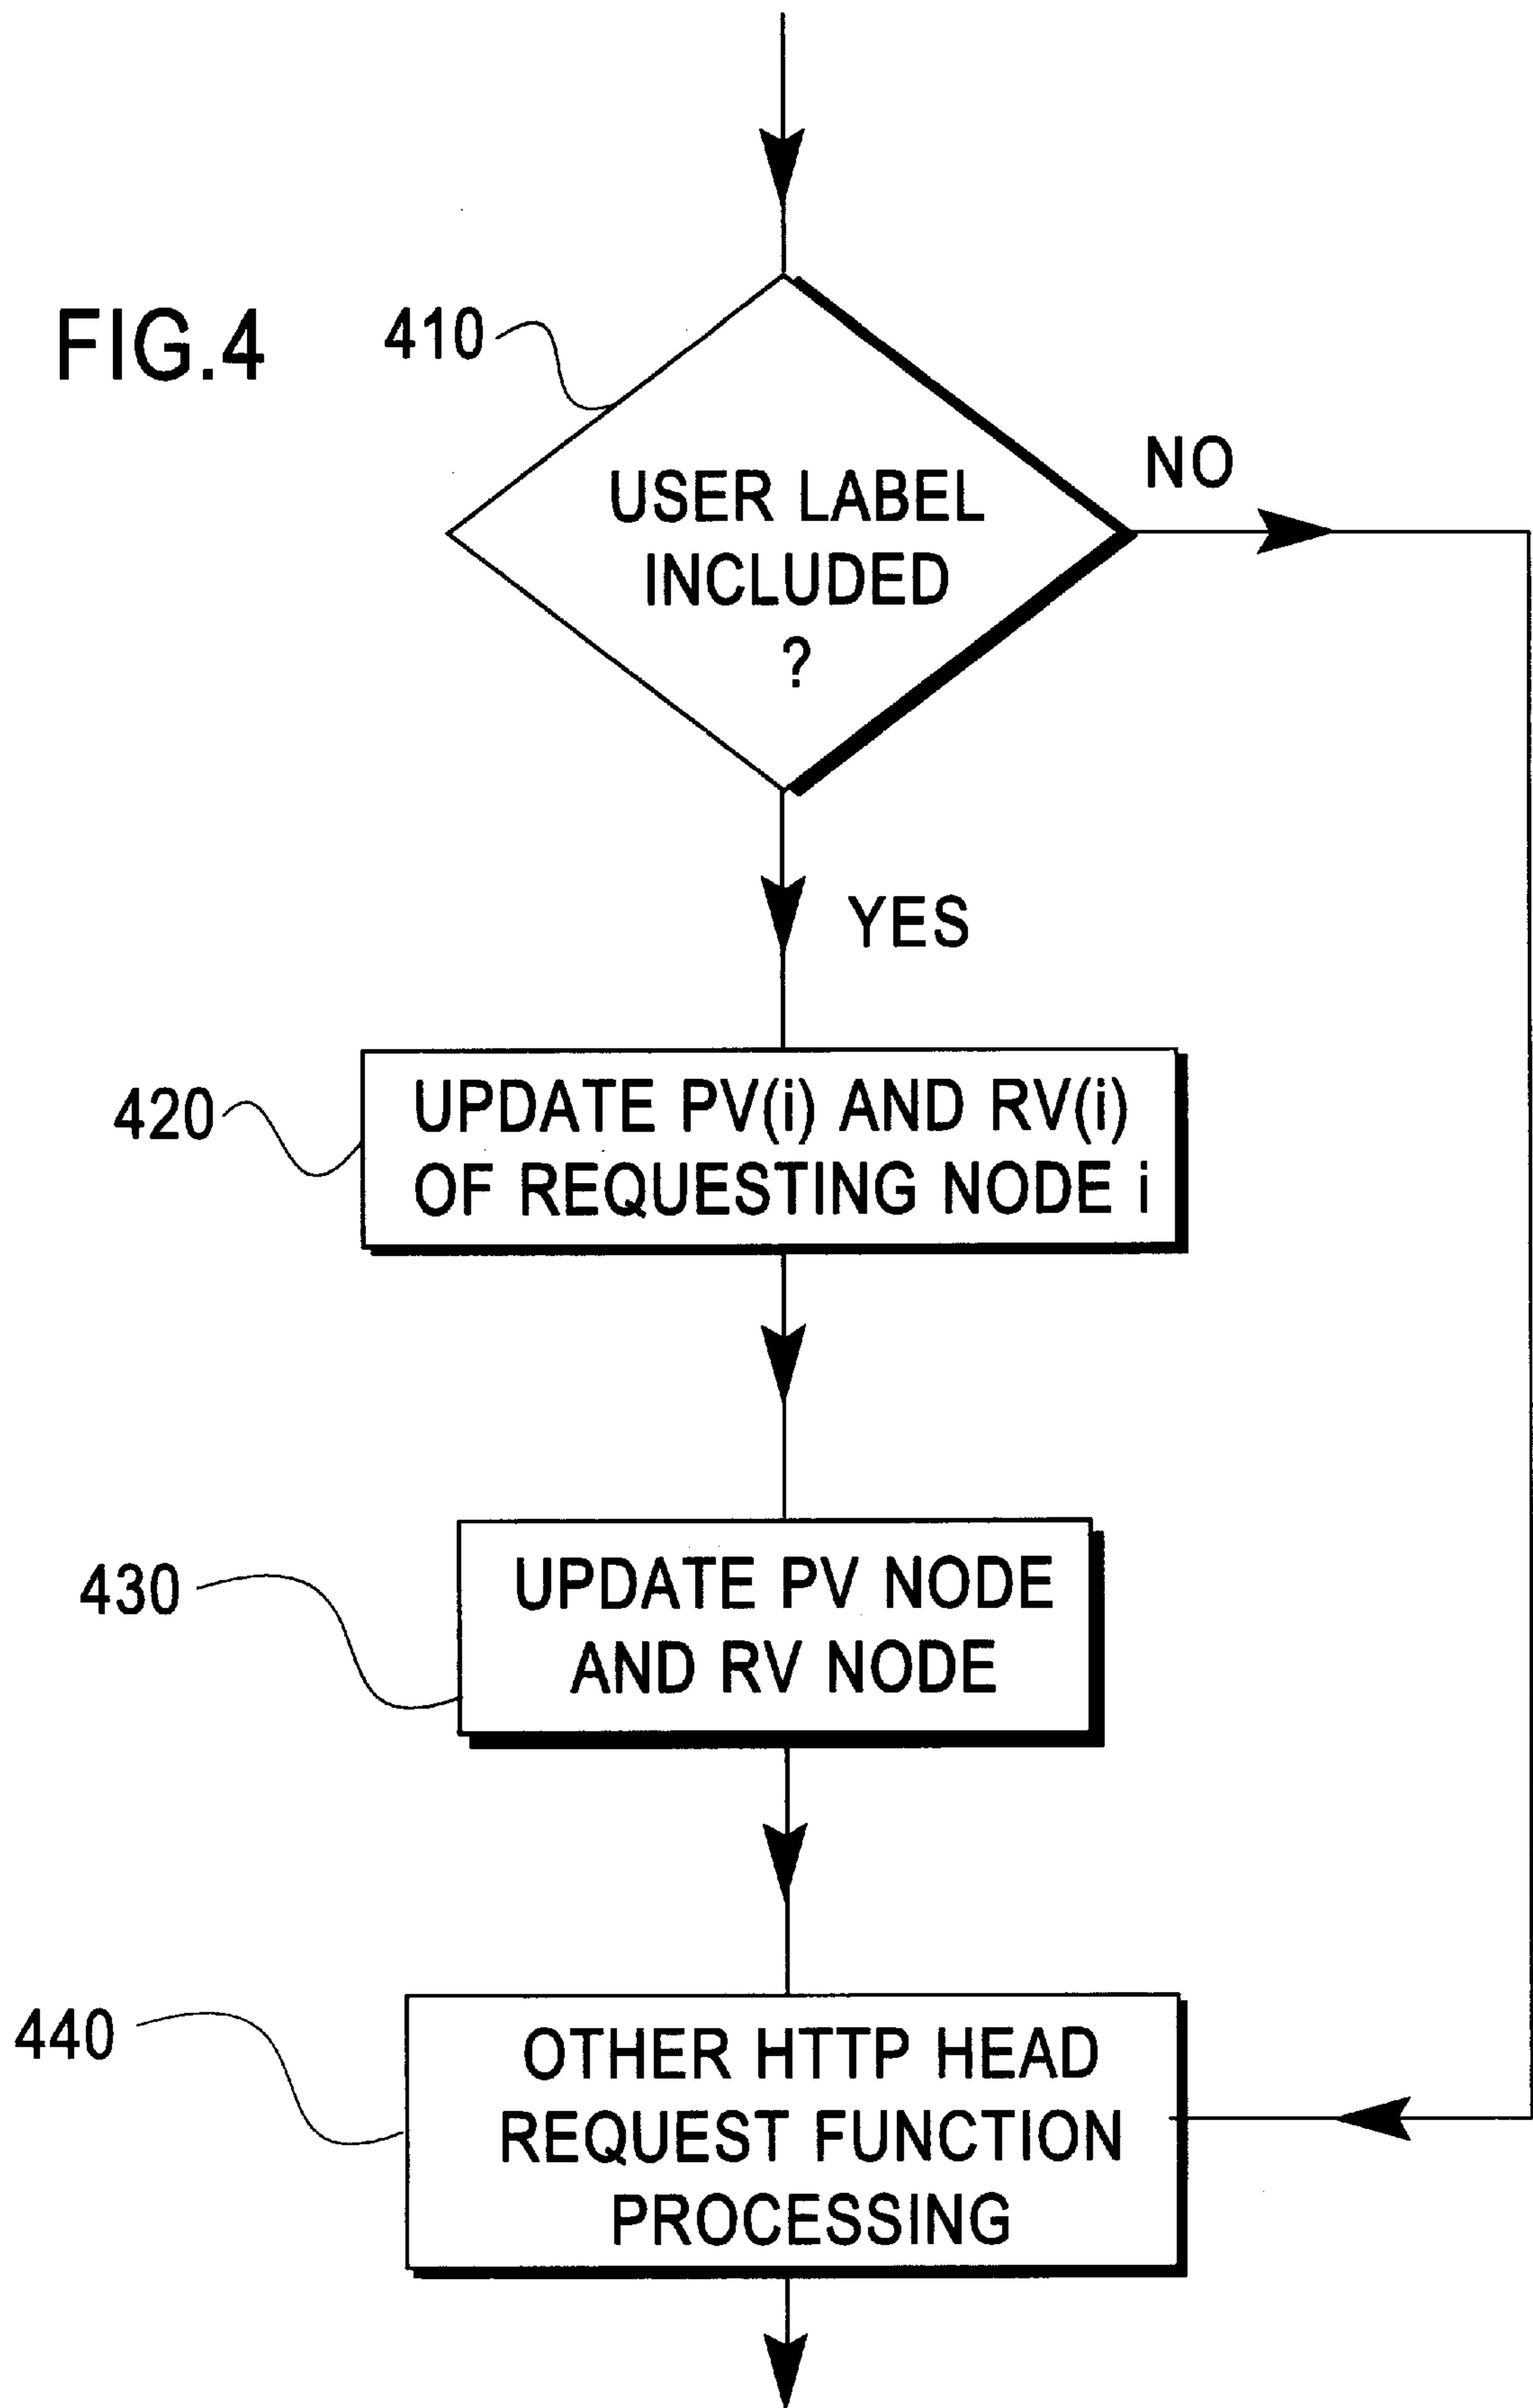 FIG.4
410
USER LABEL
INCLUDED
?
NO
YES
420
UPDATE PV(i) AND RV(i)
OF REQUESTING NODE i
430
UPDATE PV NODE
AND RV NODE
440
OTHER HTTP HEAD
REQUEST FUNCTION
PROCESSING